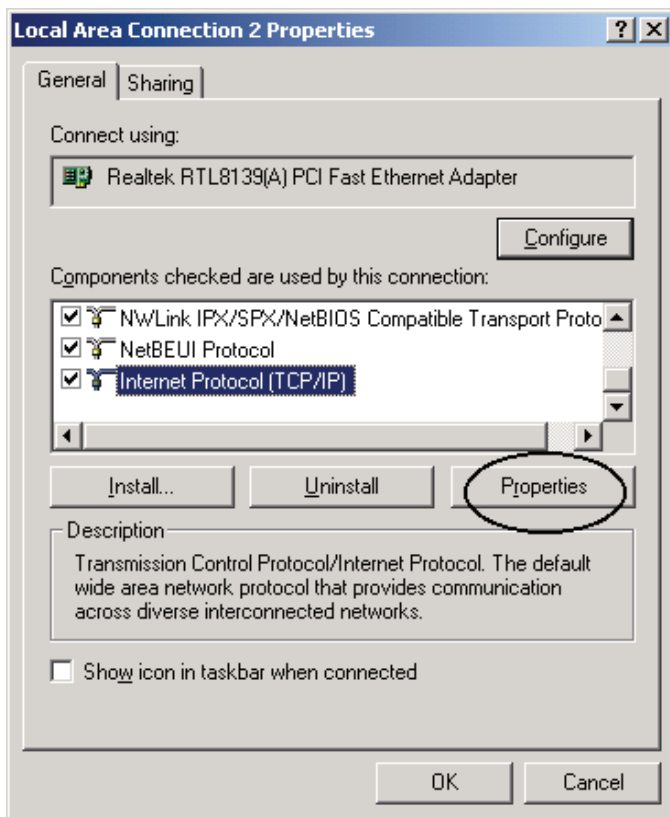 Local Area Connection 2 Properties
General
Sharing
Connect using:
Realtek RTL8139(A) PCI Fast Ethernet Adapter
Configure
Components checked are used by this connection:
NWLink IPX/SPX/NetBIOS Compatible Transport Proto
NetBEUI Protocol
Internet Protocol (TCP/IP)
Install...
Uninstall
Properties
Description
Transmission Control Protocol/Internet Protocol. The default
wide area network protocol that provides communication
across diverse interconnected networks.
Show icon in taskbar when connected
OK
Cancel